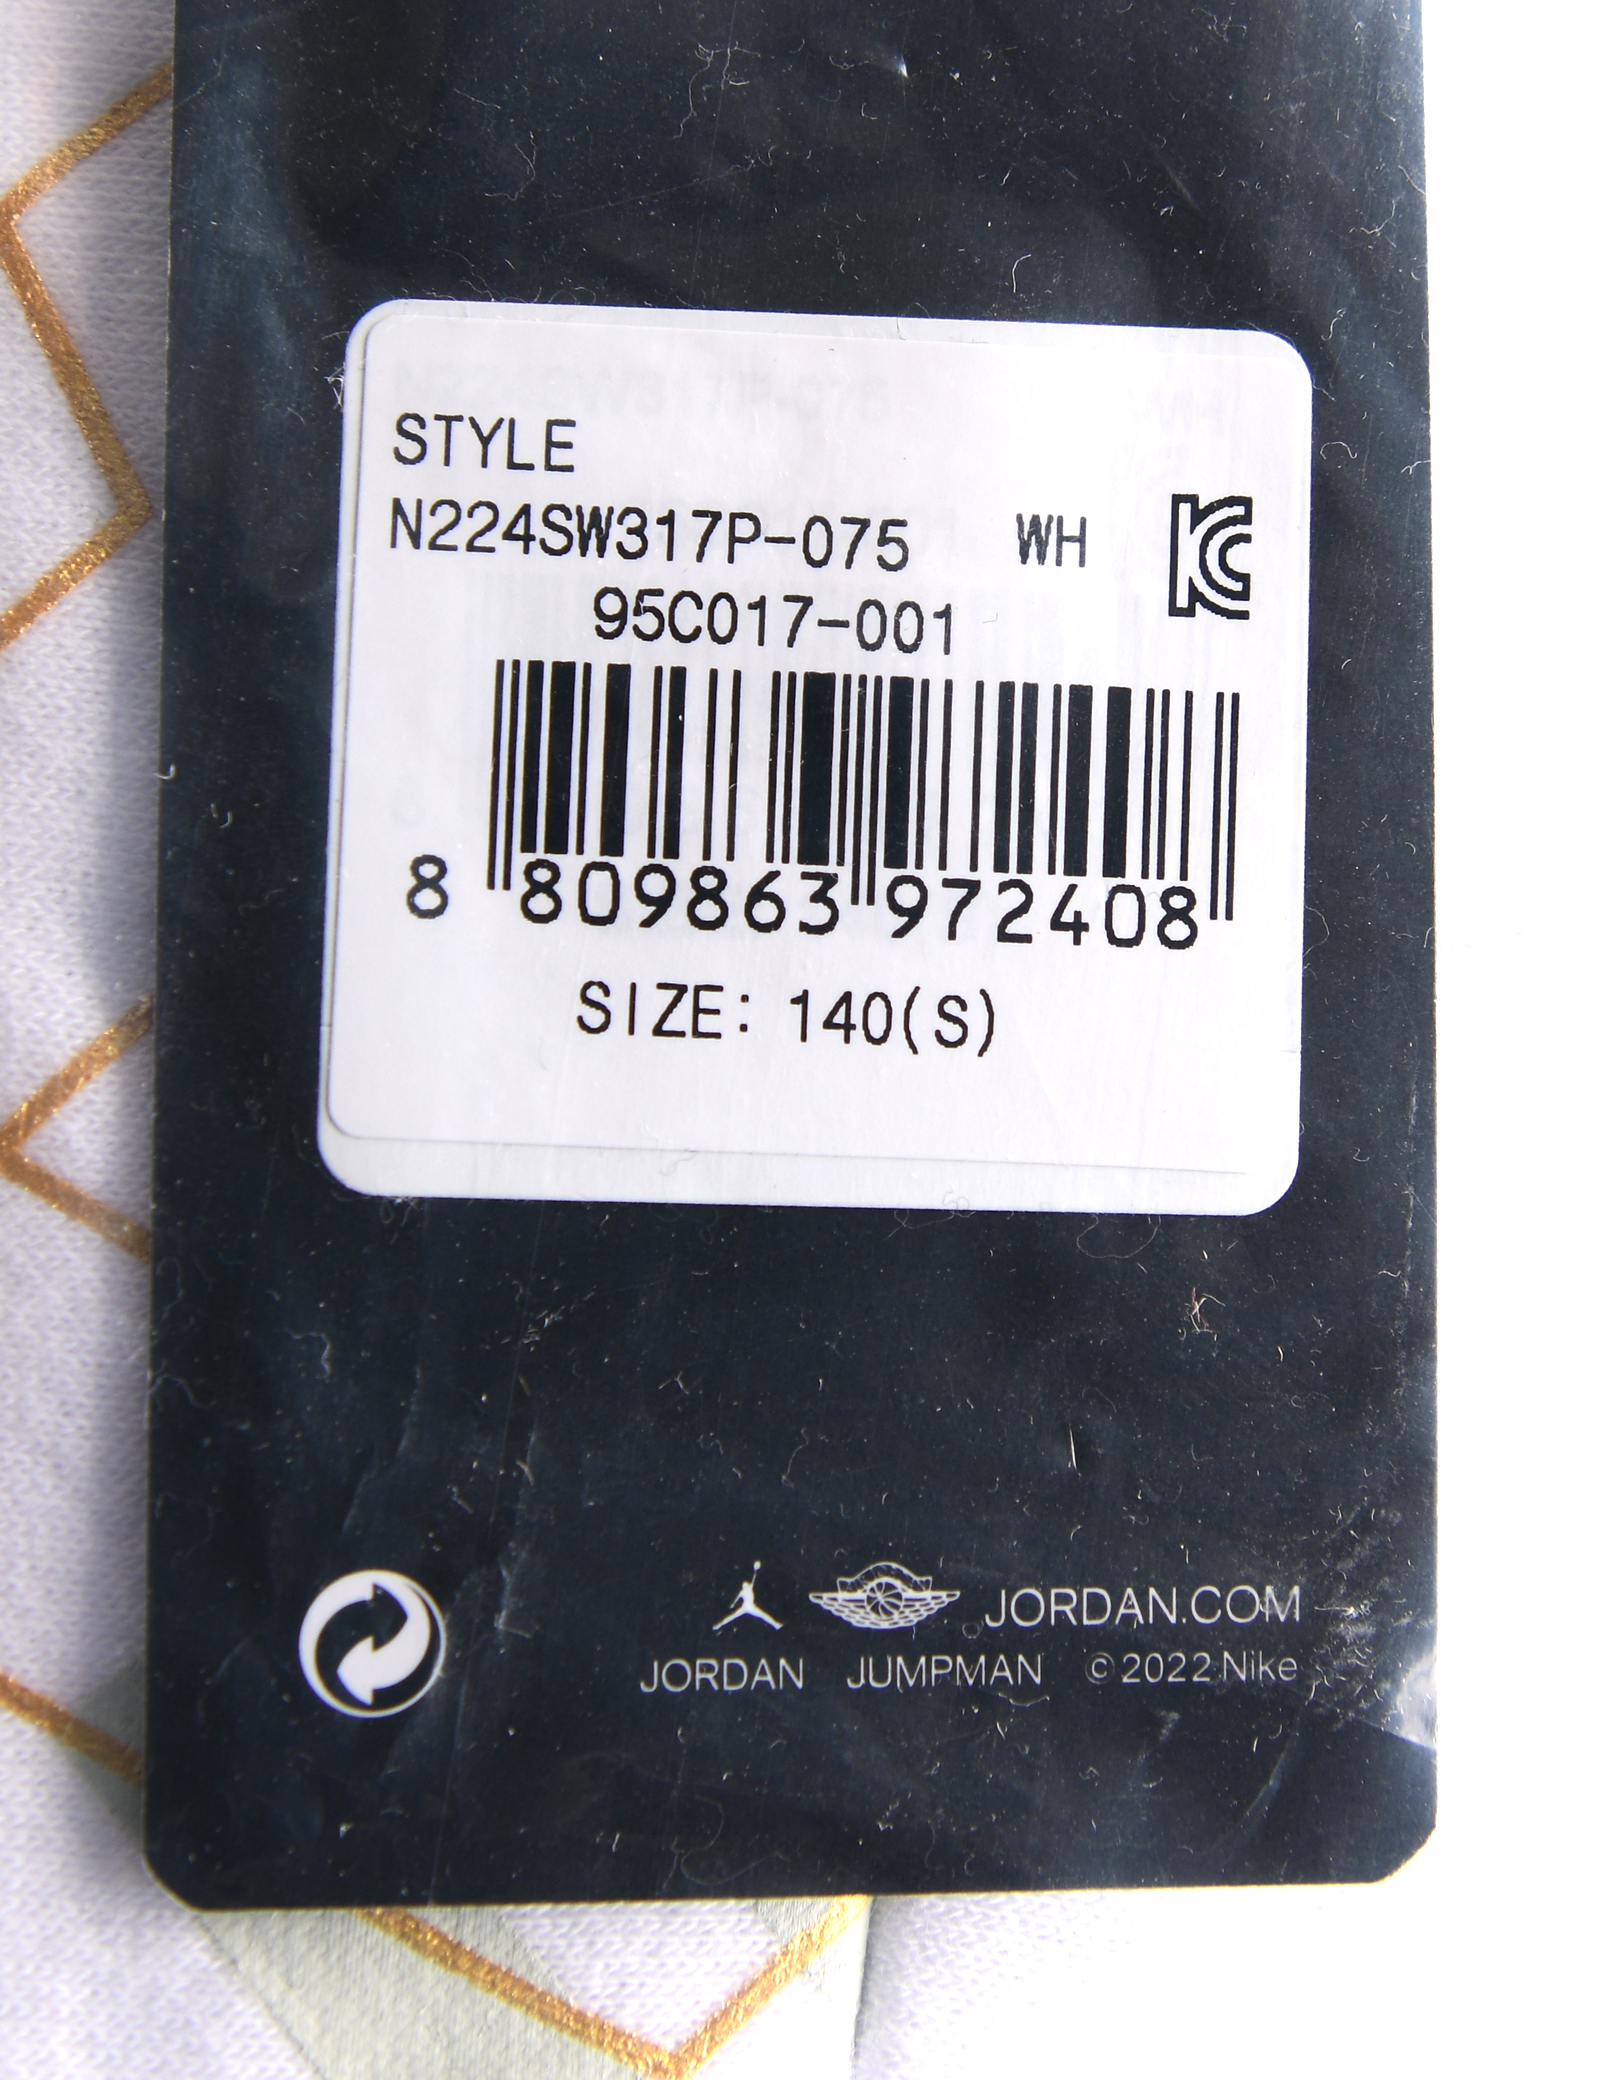 STYLE
N224SW317P-075 WH
95C017-001
8 809863 972408
SIZE: 140(S)
JORDAN.COM
JORDAN JUMPMAN ©2022 Nike